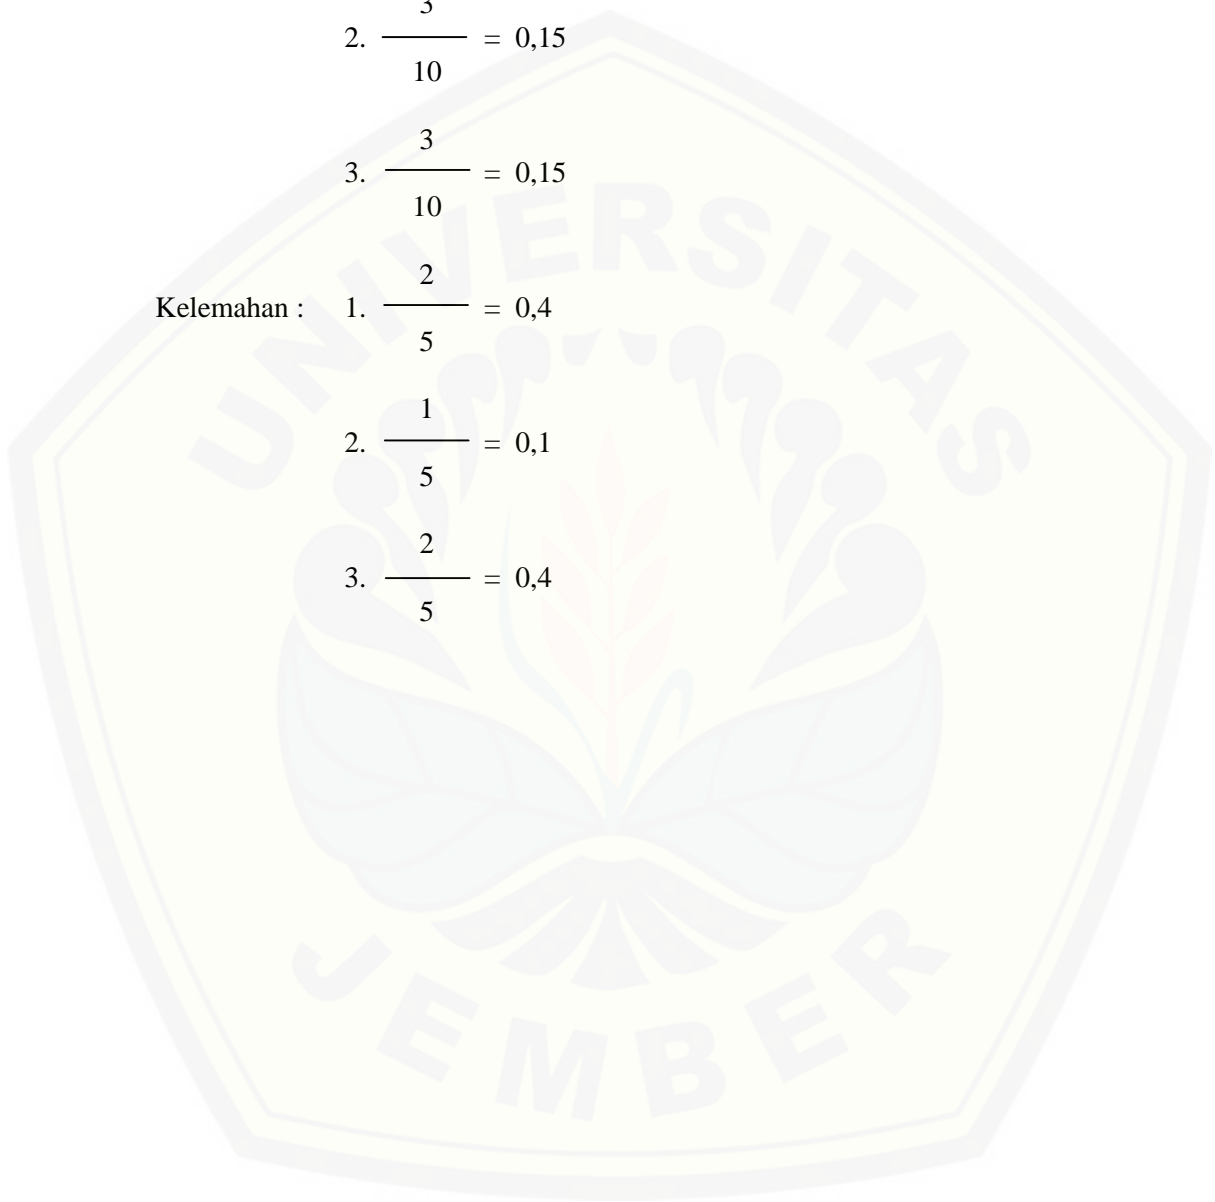 3
2. = 0,15
10
3
3. = 0,15
10
2
Kelemahan : 1. = 0,4
5
1
2. = 0,1
5
2
3. = 0,4
5
UNIVERSITAS
JEMBER